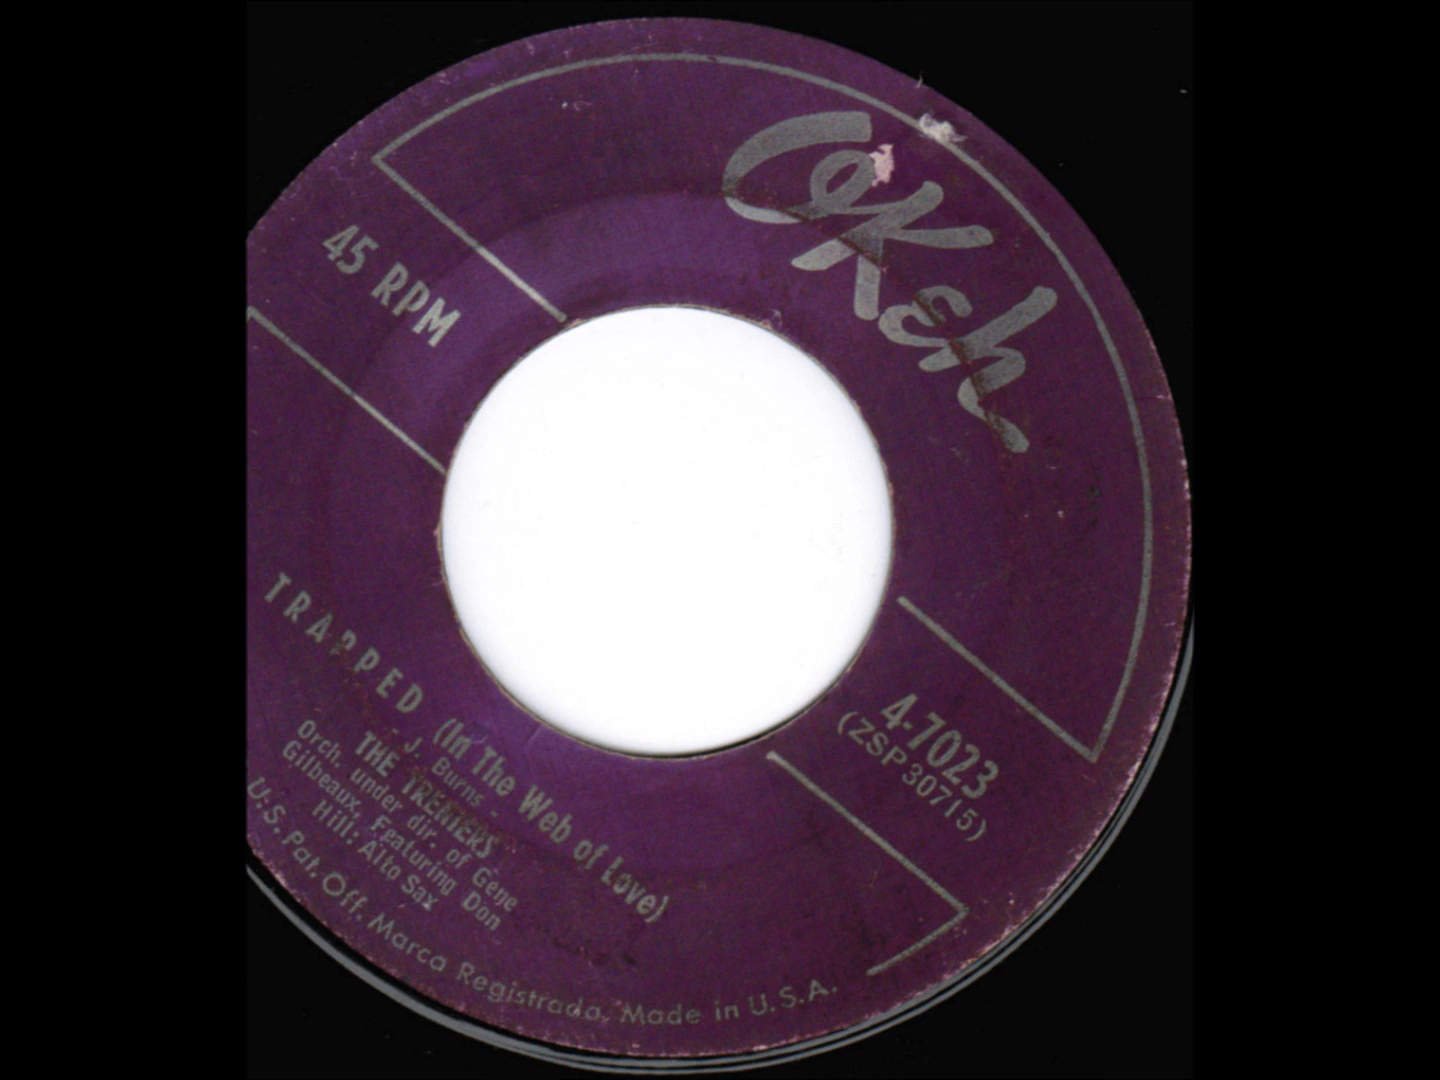 OKeh
45 RPM
4-7023
(ZSP30715)
TRAPPED (In The Web of Love)
- J. Burns -
THE TRENIERS
Orch. under dir. of Gene
Gilbeaux, Featuring Don
Hill: Alto Sax
U.S. Pat. Off. Marca Registrada, Made in U.S.A.